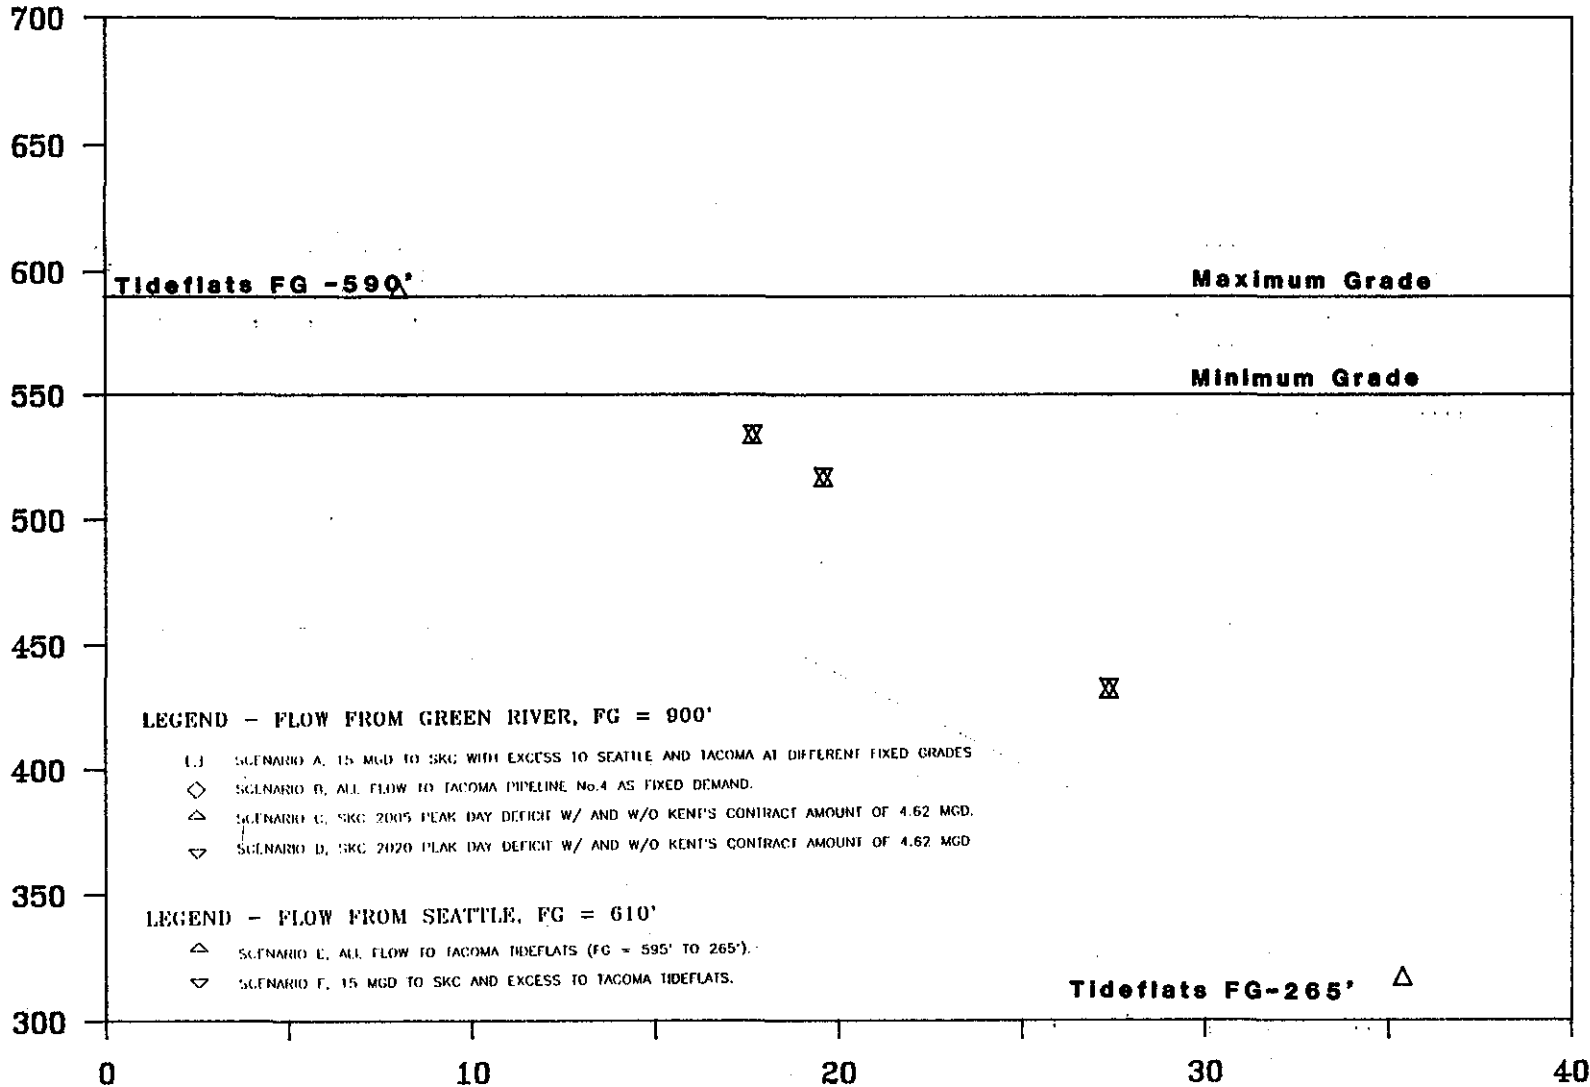 700
650
600
Tideflats FG -590'
Maximum Grade
Minimum Grade
550
500
450
LEGEND - FLOW FROM GREEN RIVER, FG = 900'
SCENARIO A, 15 MGD TO SKC WITH EXCESS TO SEATTLE AND TACOMA AT DIFFERENT FIXED GRADES
400
SCENARIO B, ALL FLOW TO TACOMA PIPELINE No.4 AS FIXED DEMAND.
SCENARIO C, SKC 2005 PEAK DAY DEFICIT W/ AND W/O KENT'S CONTRACT AMOUNT OF 4.62 MGD.
SCENARIO D, SKC 2020 PEAK DAY DEFICIT W/ AND W/O KENT'S CONTRACT AMOUNT OF 4.62 MGD
350
LEGEND - FLOW FROM SEATTLE, FG = 610'
SCENARIO E, ALL FLOW TO TACOMA TIDEFLATS (FG = 595' TO 265').
SCENARIO F, 15 MGD TO SKC AND EXCESS TO TACOMA TIDEFLATS.
Tideflats FG-265'
300
0 10 20 30 40